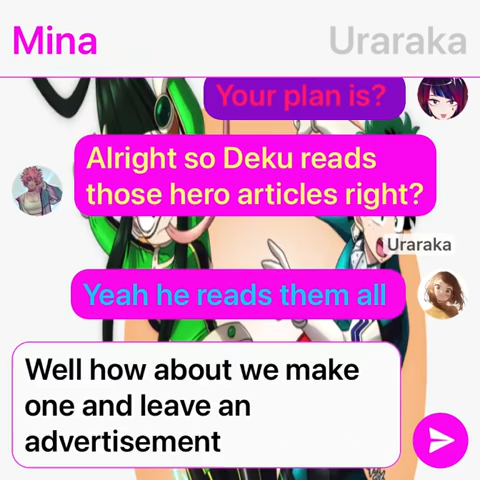 Mina Uraraka
Your plan is?
Alright so Deku reads
those hero articles right?
Uraraka
Yeah he reads them all
Well how about we make
one and leave an
advertisement